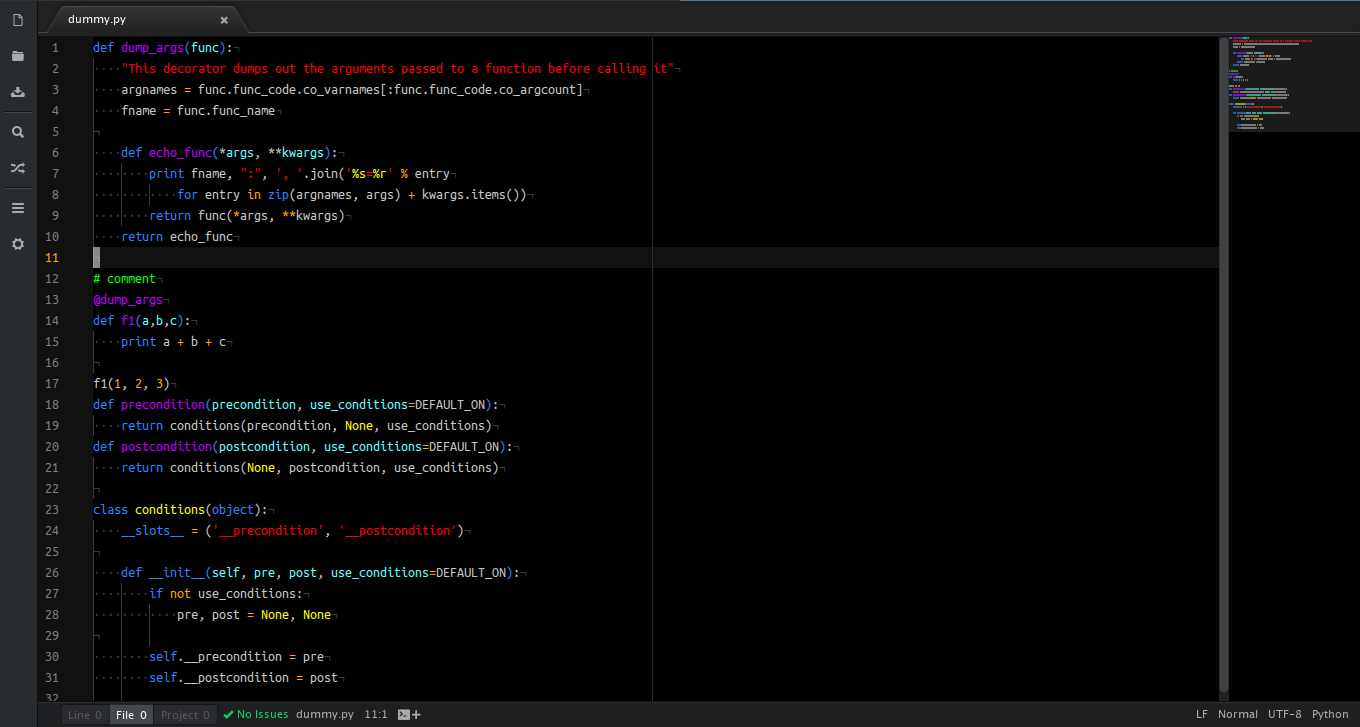 dummy.py
1 def dump_args(func):
2 "This decorator dumps out the arguments passed to a function before calling it"
3 argnames = func.func_code.co_varnames[:func.func_code.co_argcount]
4 fname = func.func_name
5
6 def echo_func(*args, **kwargs):
7 print fname, ":", ', '.join('%s=%r' % entry
8 for entry in zip(argnames, args) + kwargs.items())
9 return func(*args, **kwargs)
10 return echo_func
11
12 # comment
13 @dump_args
14 def f1(a,b,c):
15 print a + b + c
16
17 f1(1, 2, 3)
18 def precondition(precondition, use_conditions=DEFAULT_ON):
19 return conditions(precondition, None, use_conditions)
20 def postcondition(postcondition, use_conditions=DEFAULT_ON):
21 return conditions(None, postcondition, use_conditions)
22
23 class conditions(object):
24 __slots__ = ('__precondition', '__postcondition')
25
26 def __init__(self, pre, post, use_conditions=DEFAULT_ON):
27 if not use_conditions:
28 pre, post = None, None
29
30 self.__precondition = pre
31 self.__postcondition = post
32
Line 0 File 0 Project 0 No Issues dummy.py 11:1 LF Normal UTF-8 Python